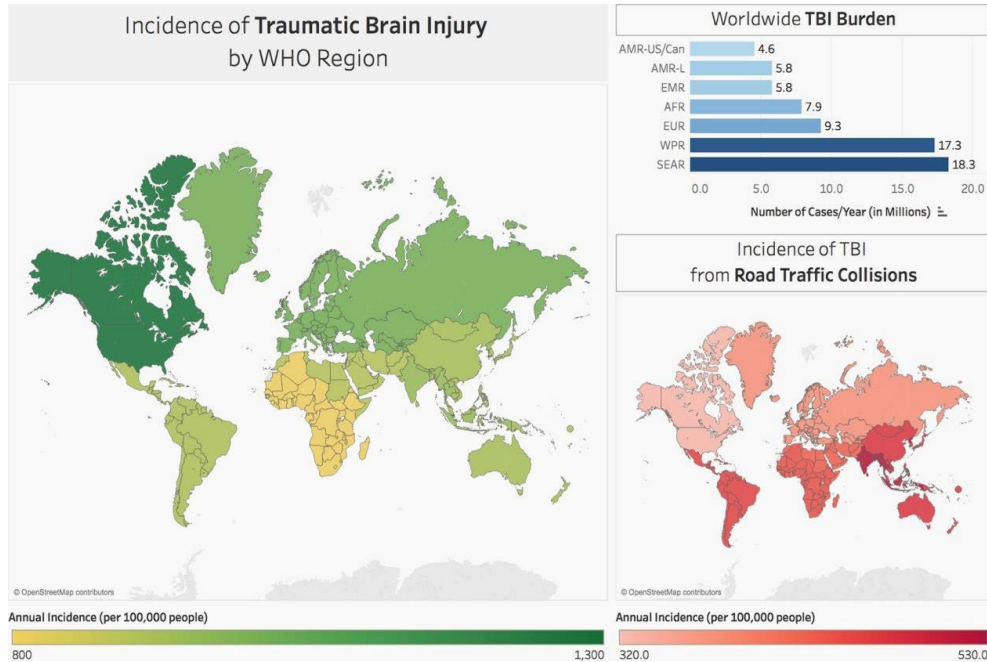 Incidence of Traumatic Brain Injury
by WHO Region
© OpenStreetMap contributors
Annual Incidence (per 100,000 people)
800
1,300
Worldwide TBI Burden
AMR-US/Can 4.6
AMR-L 5.8
EMR 5.8
AFR 7.9
EUR 9.3
WPR 17.3
SEAR 18.3
0.0 5.0 10.0 15.0 20.0
Number of Cases/Year (in Millions)
Incidence of TBI
from Road Traffic Collisions
© OpenStreetMap contributors
Annual Incidence (per 100,000 people)
320.0
530.0